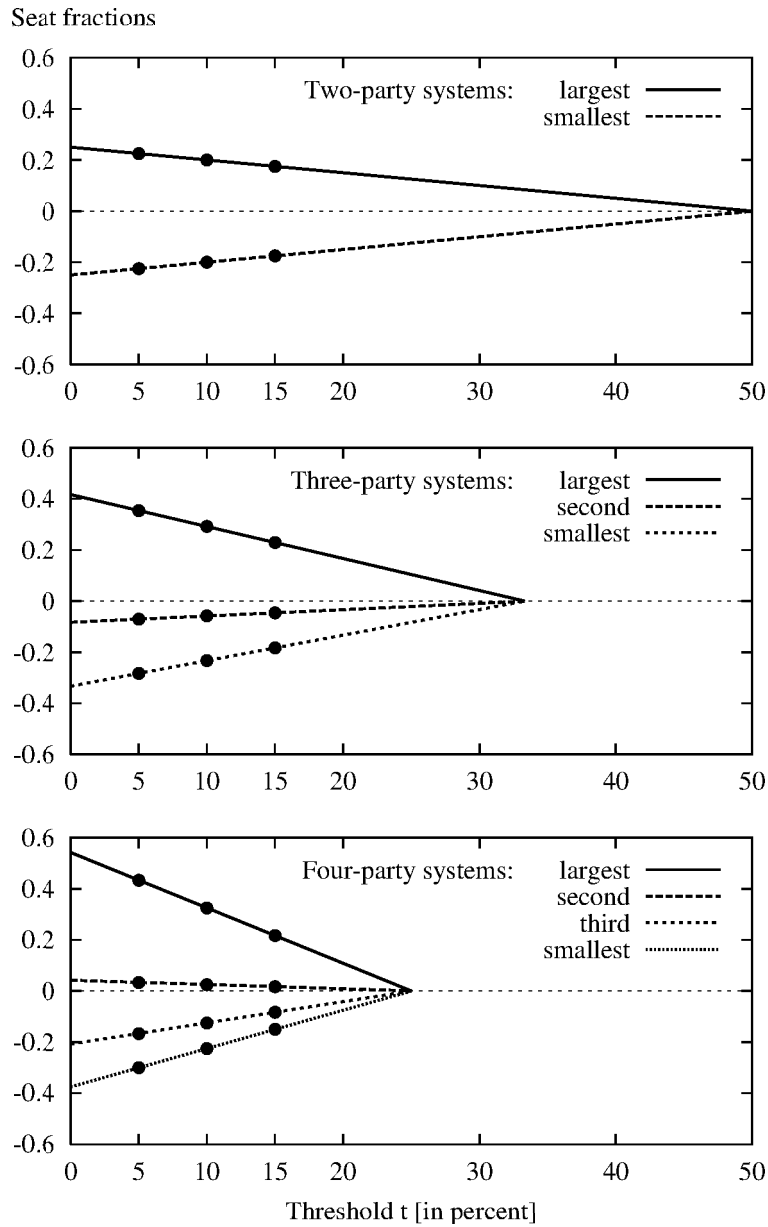 Seat fractions
0.6
Two-party systems: largest
smallest
0.4
0.2
0
-0.2
-0.4
-0.6
0 5 10 15 20 30 40 50
0.6
Three-party systems: largest
second
smallest
0.4
0.2
0
-0.2
-0.4
-0.6
0 5 10 15 20 30 40 50
0.6
Four-party systems: largest
second
third
smallest
0.4
0.2
0
-0.2
-0.4
-0.6
0 5 10 15 20 30 40 50
Threshold t [in percent]